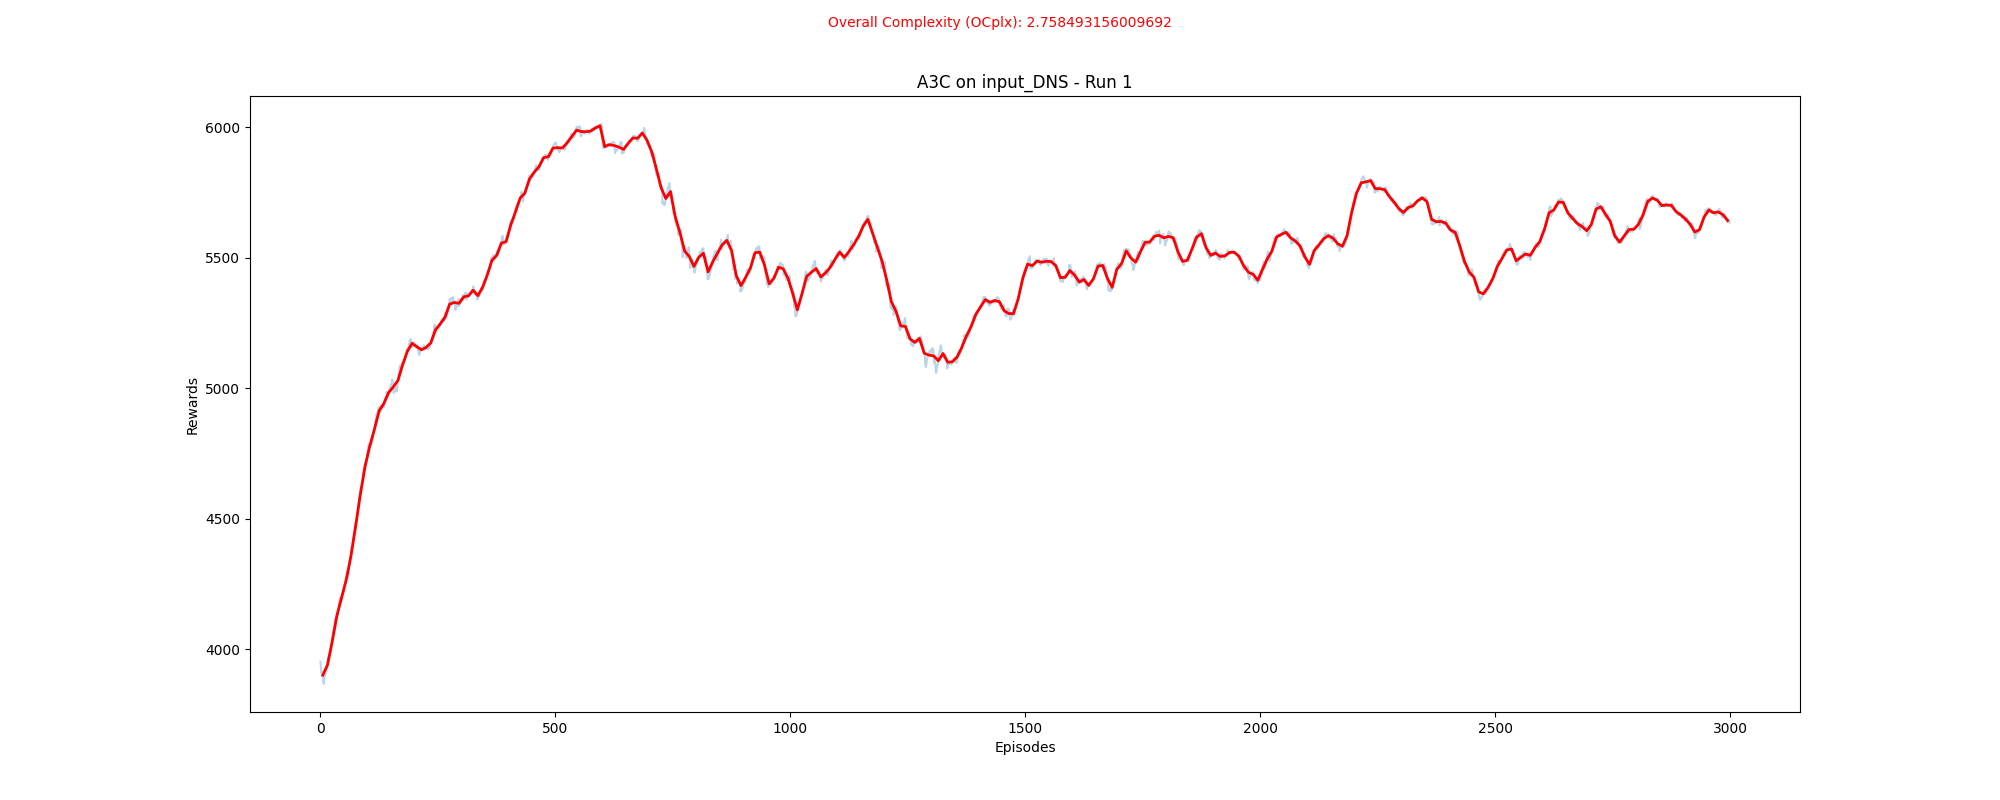 Overall Complexity (OCplx): 2.758493156009692
A3C on input_DNS - Run 1
6000
5500
5000
4500
4000
Rewards
0 500 1000 1500 2000 2500 3000
Episodes